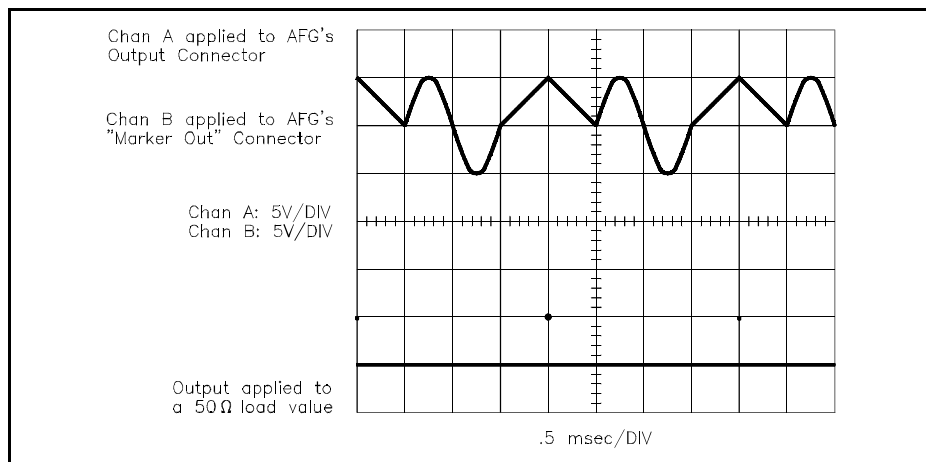 Chan A applied to AFG's
Output Connector
Chan B applied to AFG's
"Marker Out" Connector
Chan A: 5V/DIV
Chan B: 5V/DIV
Output applied to
a 50Ω load value
.5 msec/DIV